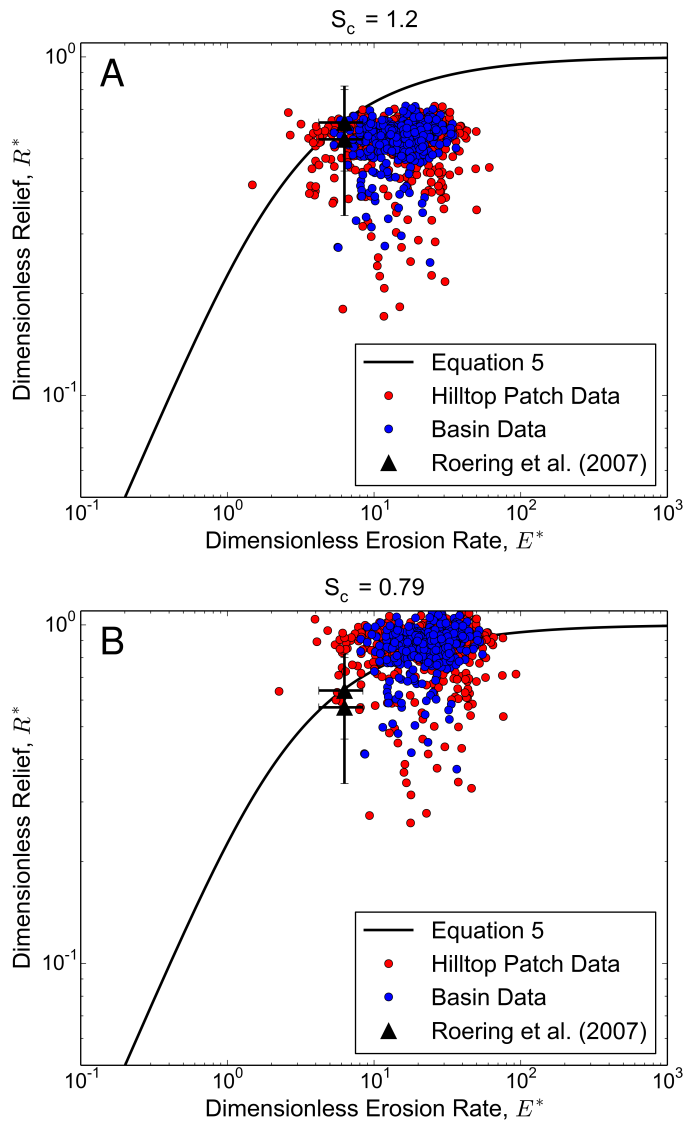 S_c = 1.2
A
10^0
10^-1
Dimensionless Relief, R*
Equation 5
Hilltop Patch Data
Basin Data
Roering et al. (2007)
10^-1 10^0 10^1 10^2 10^3
Dimensionless Erosion Rate, E*
S_c = 0.79
B
10^0
10^-1
Dimensionless Relief, R*
Equation 5
Hilltop Patch Data
Basin Data
Roering et al. (2007)
10^-1 10^0 10^1 10^2 10^3
Dimensionless Erosion Rate, E*